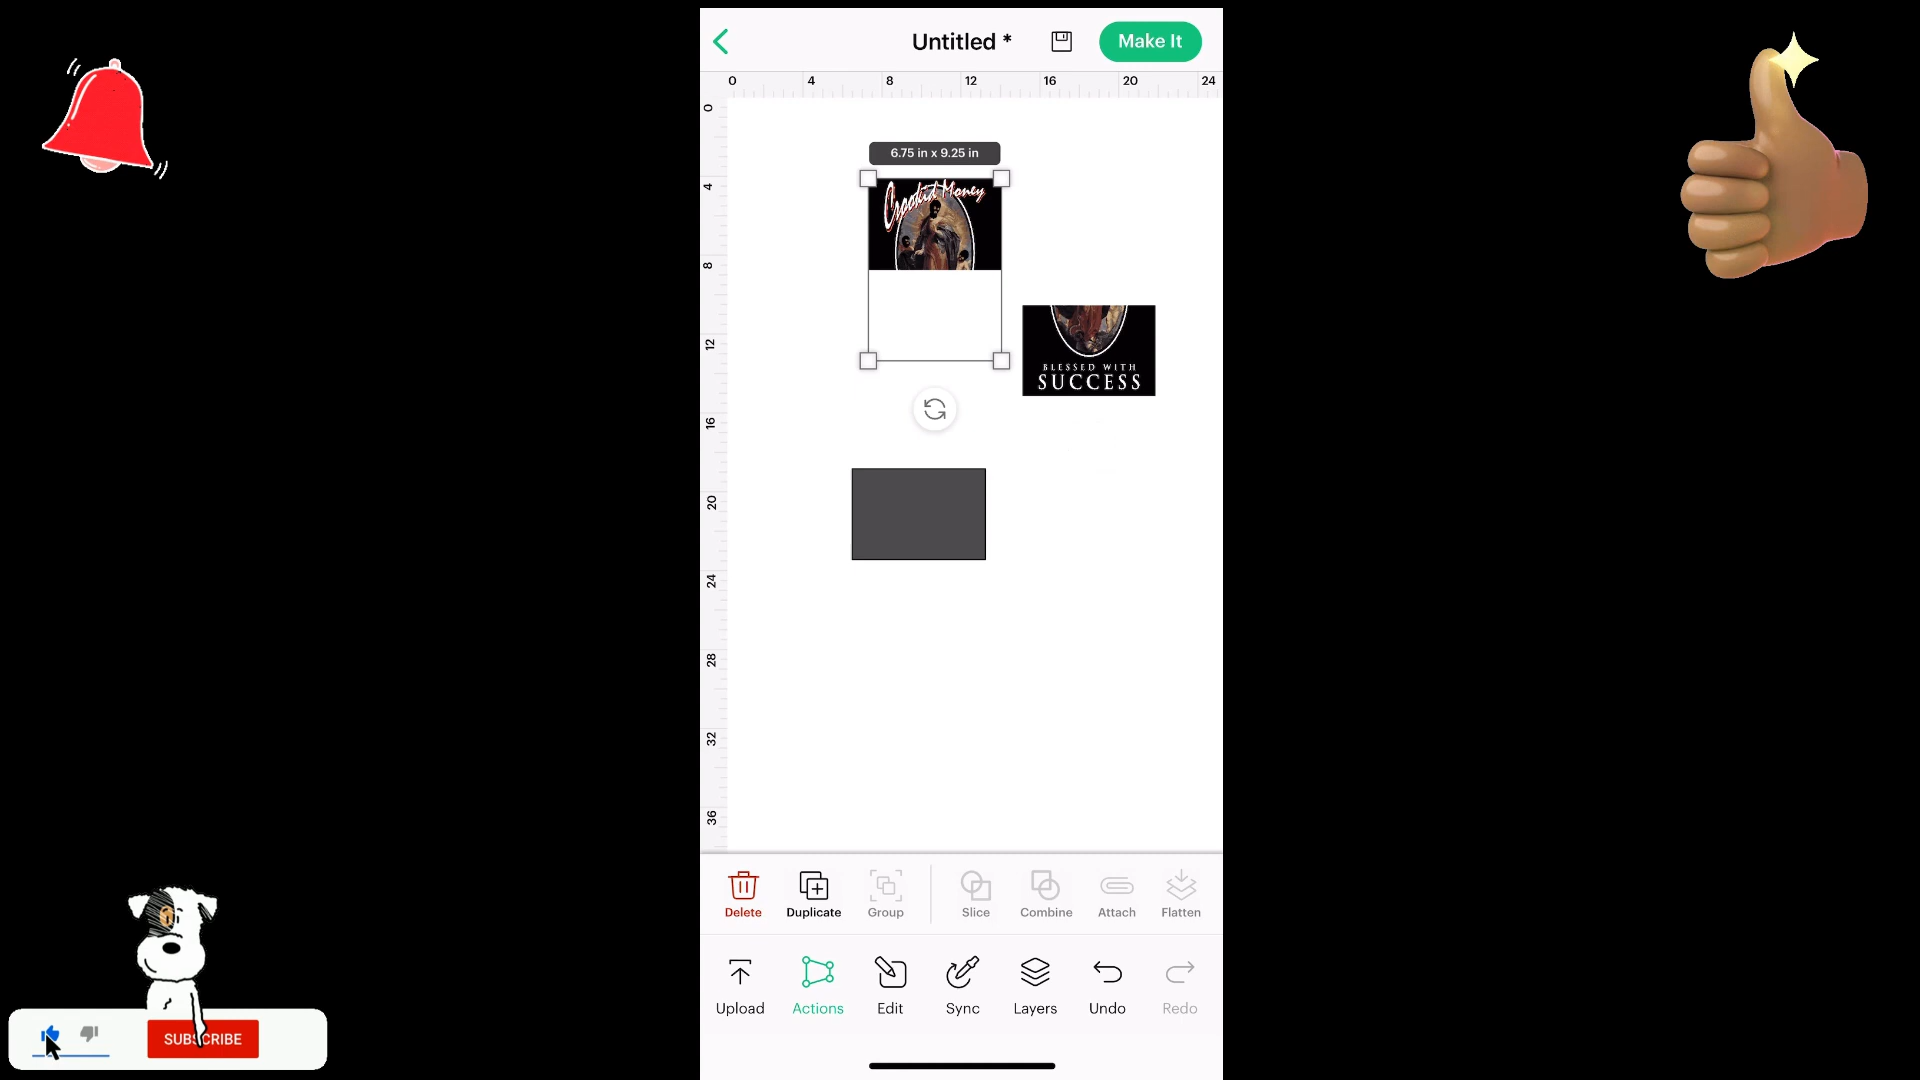 Untitled *
Make It
0 4 8 12 16 20 24
0
4
8
12
16
20
24
28
32
36
6.75 in x 9.25 in
Crookid Money
BLESSED WITH
SUCCESS
Delete Duplicate Group Slice Combine Attach Flatten
Upload Actions Edit Sync Layers Undo Redo
SUBSCRIBE